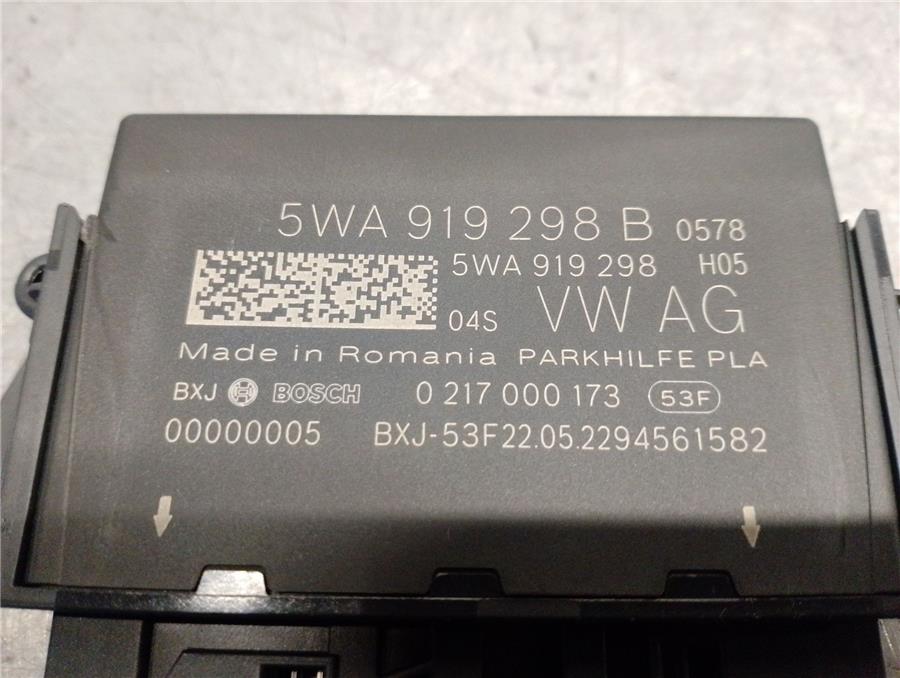 5WA 919 298 B 0578
5WA 919 298 H05
04S VW AG
Made in Romania PARKHILFE PLA
BXJ BOSCH 0 217 000 173 53F
00000005 BXJ-53F22.05.2294561582